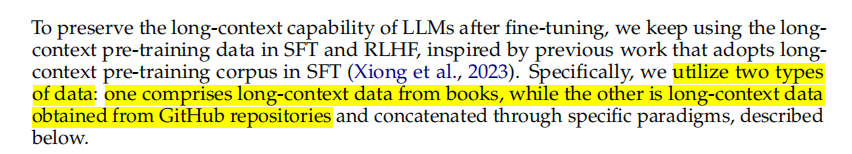 To preserve the long-context capability of LLMs after fine-tuning, we keep using the long-
context pre-training data in SFT and RLHF, inspired by previous work that adopts long-
context pre-training corpus in SFT (Xiong et al., 2023). Specifically, we utilize two types
of data: one comprises long-context data from books, while the other is long-context data
obtained from GitHub repositories and concatenated through specific paradigms, described
below.